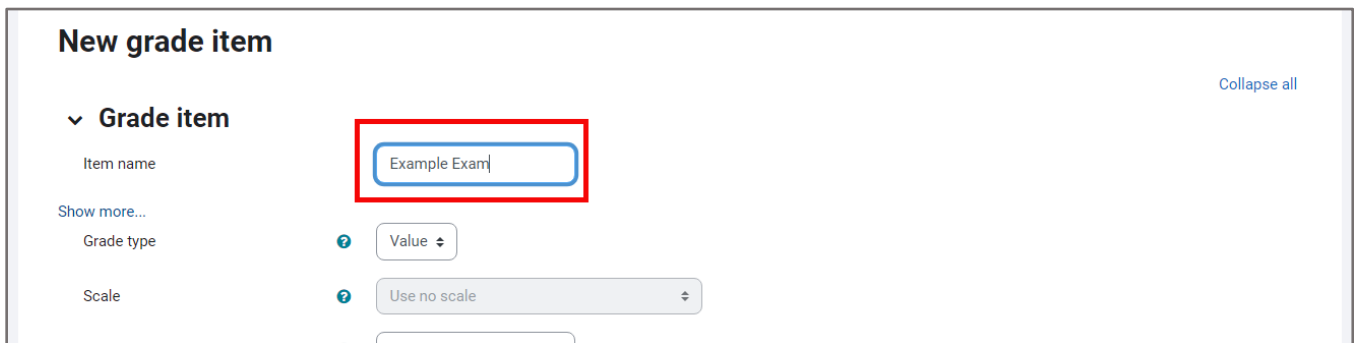 New grade item
Collapse all
Grade item
Item name
Example Exam
Show more...
Grade type
Value
Scale
Use no scale